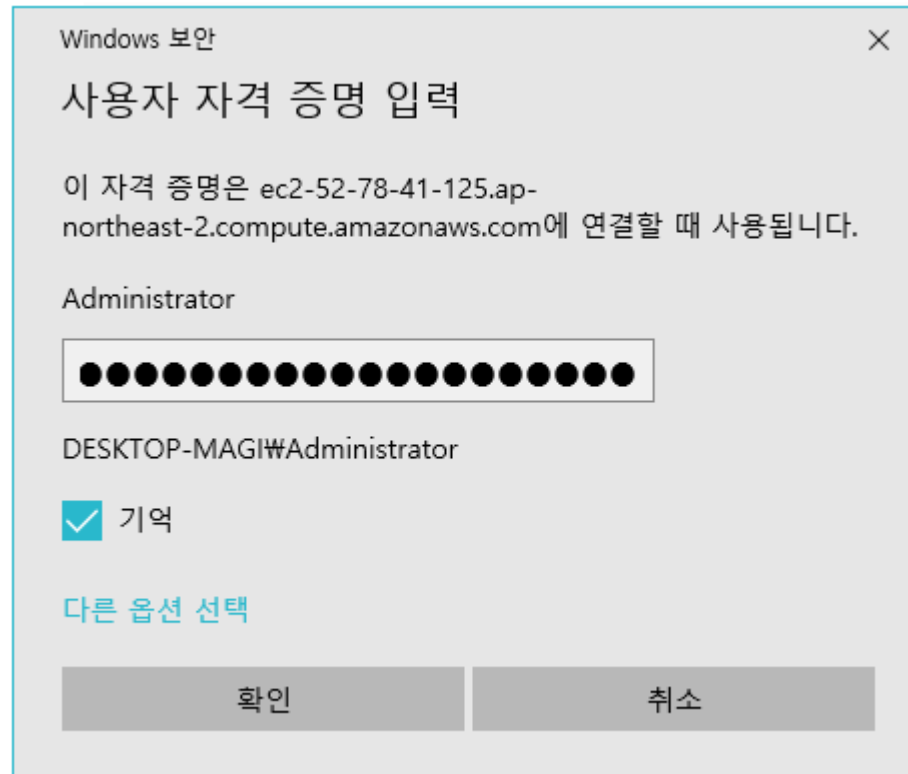 Windows 보안
사용자 자격 증명 입력
이 자격 증명은 ec2-52-78-41-125.ap-
northeast-2.compute.amazonaws.com에 연결할 때 사용됩니다.
Administrator
●●●●●●●●●●●●●●●●●●●●
DESKTOP-MAGI₩Administrator
기억
다른 옵션 선택
확인 취소